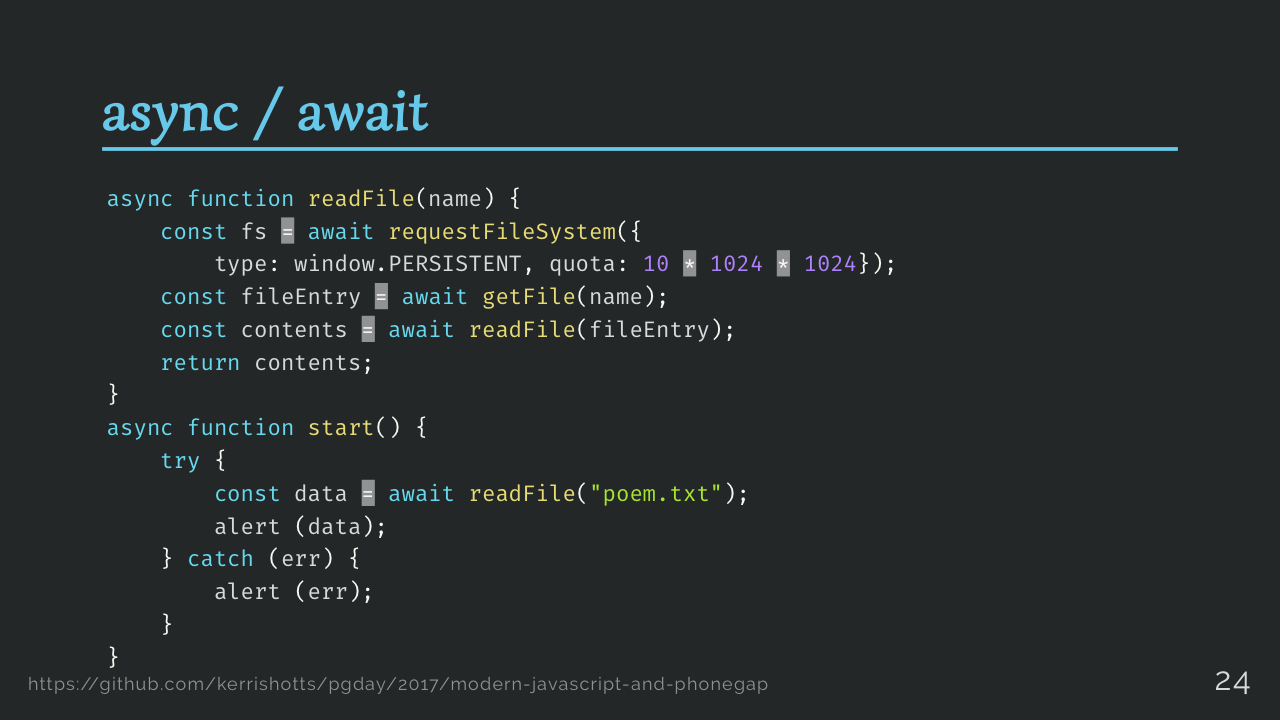 async / await
async function readFile(name) {
    const fs = await requestFileSystem({
        type: window.PERSISTENT, quota: 10 * 1024 * 1024});
    const fileEntry = await getFile(name);
    const contents = await readFile(fileEntry);
    return contents;
}
async function start() {
    try {
        const data = await readFile("poem.txt");
        alert (data);
    } catch (err) {
        alert (err);
    }
}
https://github.com/kerrishotts/pgday/2017/modern-javascript-and-phonegap
24